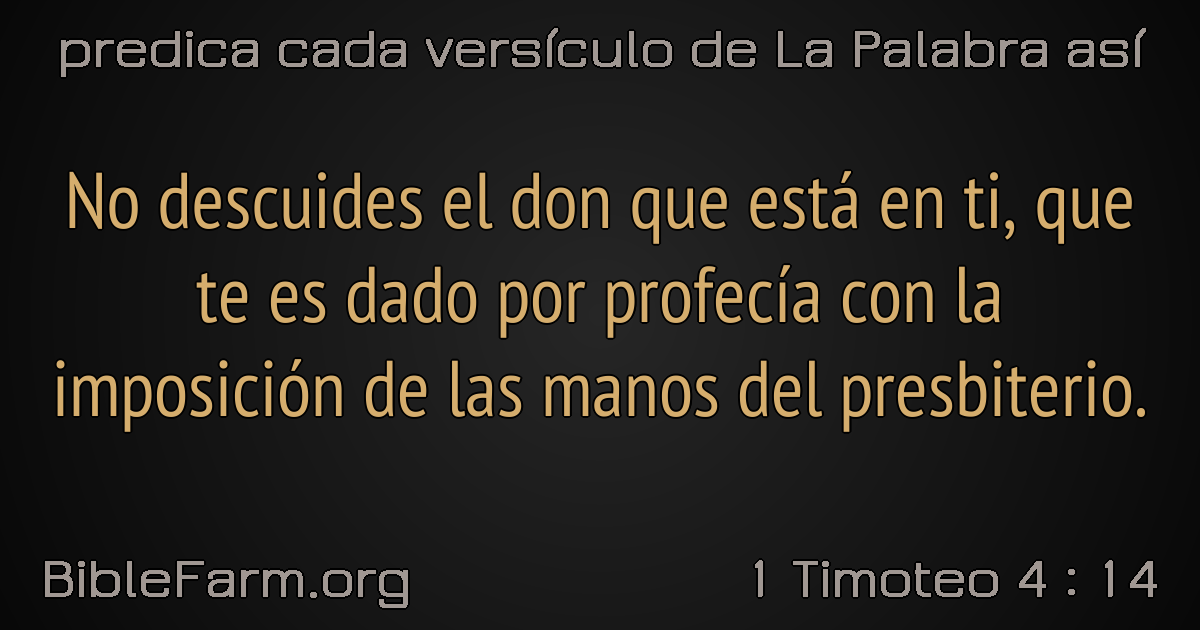 predica cada versículo de La Palabra así
No descuides el don que está en ti, que
te es dado por profecía con la
imposición de las manos del presbiterio.
BibleFarm.org
1 Timoteo 4 : 14